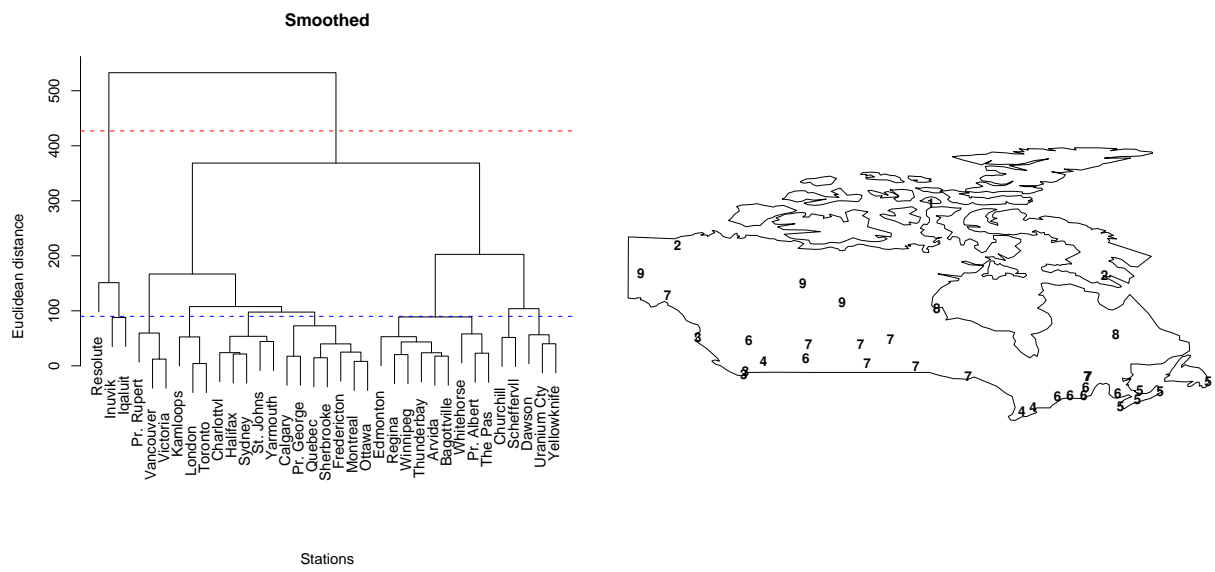 Smoothed
Euclidean distance
0
100
200
300
400
500
Resolute
Inuvik
Iqaluit
Pr. Rupert
Vancouver
Victoria
Kamloops
London
Toronto
Charlottvl
Halifax
Sydney
St. Johns
Yarmouth
Calgary
Pr. George
Quebec
Sherbrooke
Fredericton
Montreal
Ottawa
Edmonton
Regina
Winnipeg
Thunderbay
Arvida
Bagottville
Whitehorse
Pr. Albert
The Pas
Churchill
Scheffervll
Dawson
Uranium Cty
Yellowknife
Stations
1
2
9
2
9
7
9
8
3
6
7
7
7
8
4
6
7
7
3
7
7
6
6
6
6
6
5
5
5
5
5
4
4